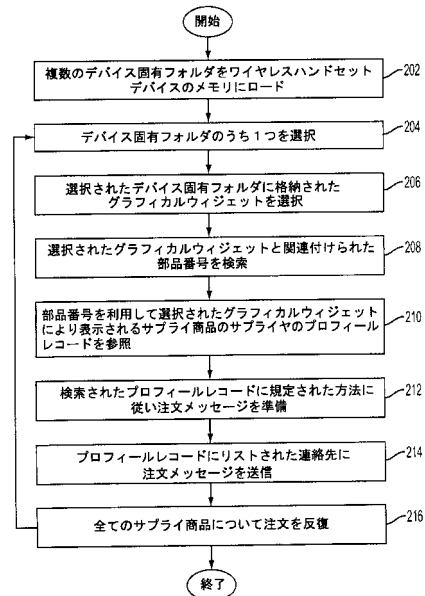 開始
複数のデバイス固有フォルダをワイヤレスハンドセット
デバイスのメモリにロード
202
デバイス固有フォルダのうち1つを選択
204
選択されたデバイス固有フォルダに格納された
グラフィカルウィジェットを選択
206
選択されたグラフィカルウィジェットと関連付けられた
部品番号を検索
208
部品番号を利用して選択されたグラフィカルウィジェット
により表示されるサプライ商品のサプライヤのプロフィール
レコードを参照
210
検索されたプロフィールレコードに規定された方法に
従い注文メッセージを準備
212
プロフィールレコードにリストされた連絡先に
注文メッセージを送信
214
全てのサプライ商品について注文を反復
216
終了